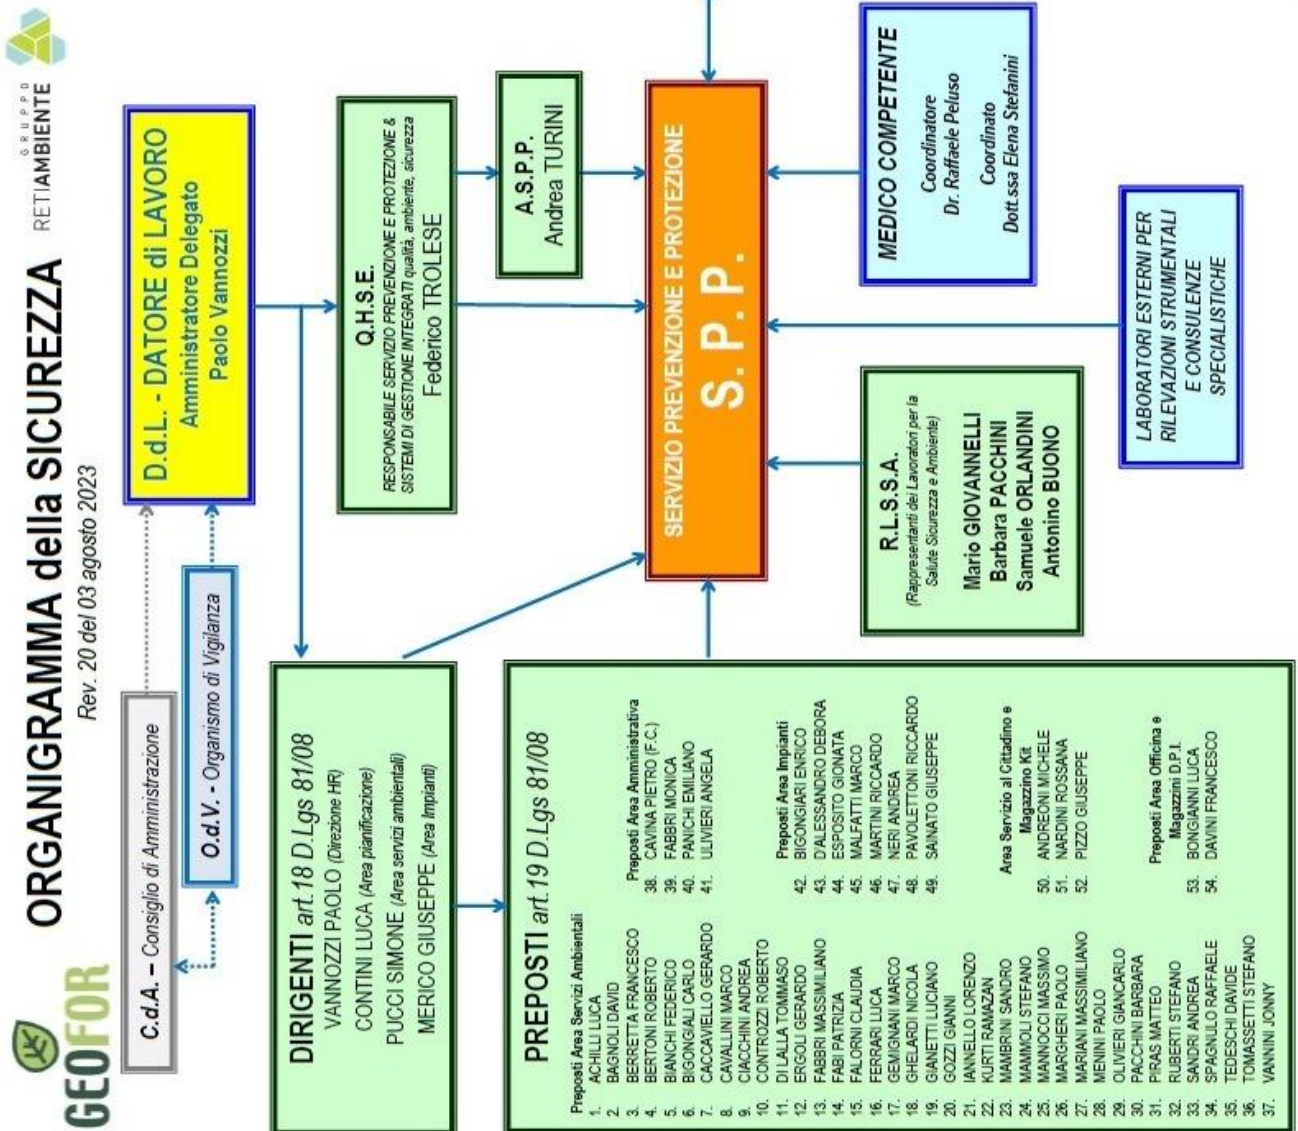 GEOFOR
ORGANIGRAMMA della SICUREZZA
Rev. 20 del 03 agosto 2023
GRUPPO
RETIAMBIENTE
C.d.A. – Consiglio di Amministrazione
O.d.V. - Organismo di Vigilanza
D.d.L. - DATORE di LAVORO
Amministratore Delegato
Paolo Vannozzi
DIRIGENTI art.18 D.Lgs 81/08
VANNOZZI PAOLO (Direzione HR)
CONTINI LUCA (Area pianificazione)
PUCCI SIMONE (Area servizi ambientali)
MERICO GIUSEPPE (Area Impianti)
Q.H.S.E.
RESPONSABILE SERVIZIO PREVENZIONE E PROTEZIONE &
SISTEMI DI GESTIONE INTEGRATI qualità, ambiente, sicurezza
Federico TROLESE
A.S.P.P.
Andrea TURINI
PREPOSTI art.19 D.Lgs 81/08
Preposti Area Servizi Ambientali
1. ACHILLI LUCA
2. BAGNOLI DAVID
3. BERRETTA FRANCESCO
4. BERTONI ROBERTO
5. BIANCHI FEDERICO
6. BIGONGIALI CARLO
7. CACCAVIELLO GERARDO
8. CAVALLINI MARCO
9. CIACCHINI ANDREA
10. CONTROZZI ROBERTO
11. DI LALLA TOMMASO
12. ERGOLI GERARDO
13. FABBRI MASSIMILIANO
14. FABI PATRIZIA
15. FALORNI CLAUDIA
16. FERRARI LUCA
17. GEMIGNANI MARCO
18. GHELARDI NICOLA
19. GIANETTI LUCIANO
20. GOZZI GIANNI
21. IANNELLO LORENZO
22. KURTI RAMAZAN
23. MAMBRINI SANDRO
24. MAMMOLI STEFANO
25. MANNOCCI MASSIMO
26. MARGHERI PAOLO
27. MARIAN MASSIMILIANO
28. MENINI PAOLO
29. OLIVIERI GIANCARLO
30. PACCHINI BARBARA
31. PIRAS MATTEO
32. RUBERTI STEFANO
33. SANDRI ANDREA
34. SPAGNULO RAFFAELE
35. TEDESCHI DAVIDE
36. TOMASSETTI STEFANO
37. VANNINI JONNY
Preposti Area Amministrativa
38. CAVINA PIETRO (F.C.)
39. FABBRI MONICA
40. PANICHI EMILIANO
41. ULIVIERI ANGELA
Preposti Area Impianti
42. BIGONGIARI ENRICO
43. D'ALESSANDRO DEBORA
44. ESPOSITO GIONATA
45. MALFATTI MARCO
46. MARTINI RICCARDO
47. NERI ANDREA
48. PAVOLETTONI RICCARDO
49. SAINATO GIUSEPPE
Area Servizio al Cittadino e
Magazzino Kit
50. ANDREONI MICHELE
51. NARDINI ROSSANA
52. PIZZO GIUSEPPE
Preposti Area Officina e
Magazzini D.P.I.
53. BONGIANNI LUCA
54. DAVINI FRANCESCO
SERVIZIO PREVENZIONE E PROTEZIONE
S. P. P.
R.L.S.S.A.
(Rappresentanti dei Lavoratori per la
Salute Sicurezza e Ambiente)
Mario GIOVANNELLI
Barbara PACCHINI
Samuele ORLANDINI
Antonino BUONO
MEDICO COMPETENTE
Coordinatore
Dr. Raffaele Peluso
Coordinato
Dott.ssa Elena Stefanini
LABORATORI ESTERNI PER
RILEVAZIONI STRUMENTALI
E CONSULENZE
SPECIALISTICHE